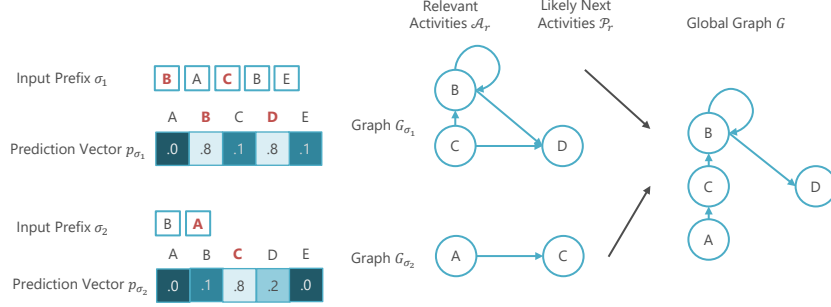 Relevant Activities 𝒜ᵣ
Likely Next Activities 𝒫ᵣ
Global Graph G
Input Prefix σ₁
B A C B E
A B C D E
Prediction Vector p_σ₁
.0 .8 .1 .8 .1
Graph G_σ₁
B
C
D
B
C
D
A
Input Prefix σ₂
B A
A B C D E
Prediction Vector p_σ₂
.0 .1 .8 .2 .0
Graph G_σ₂
A
C